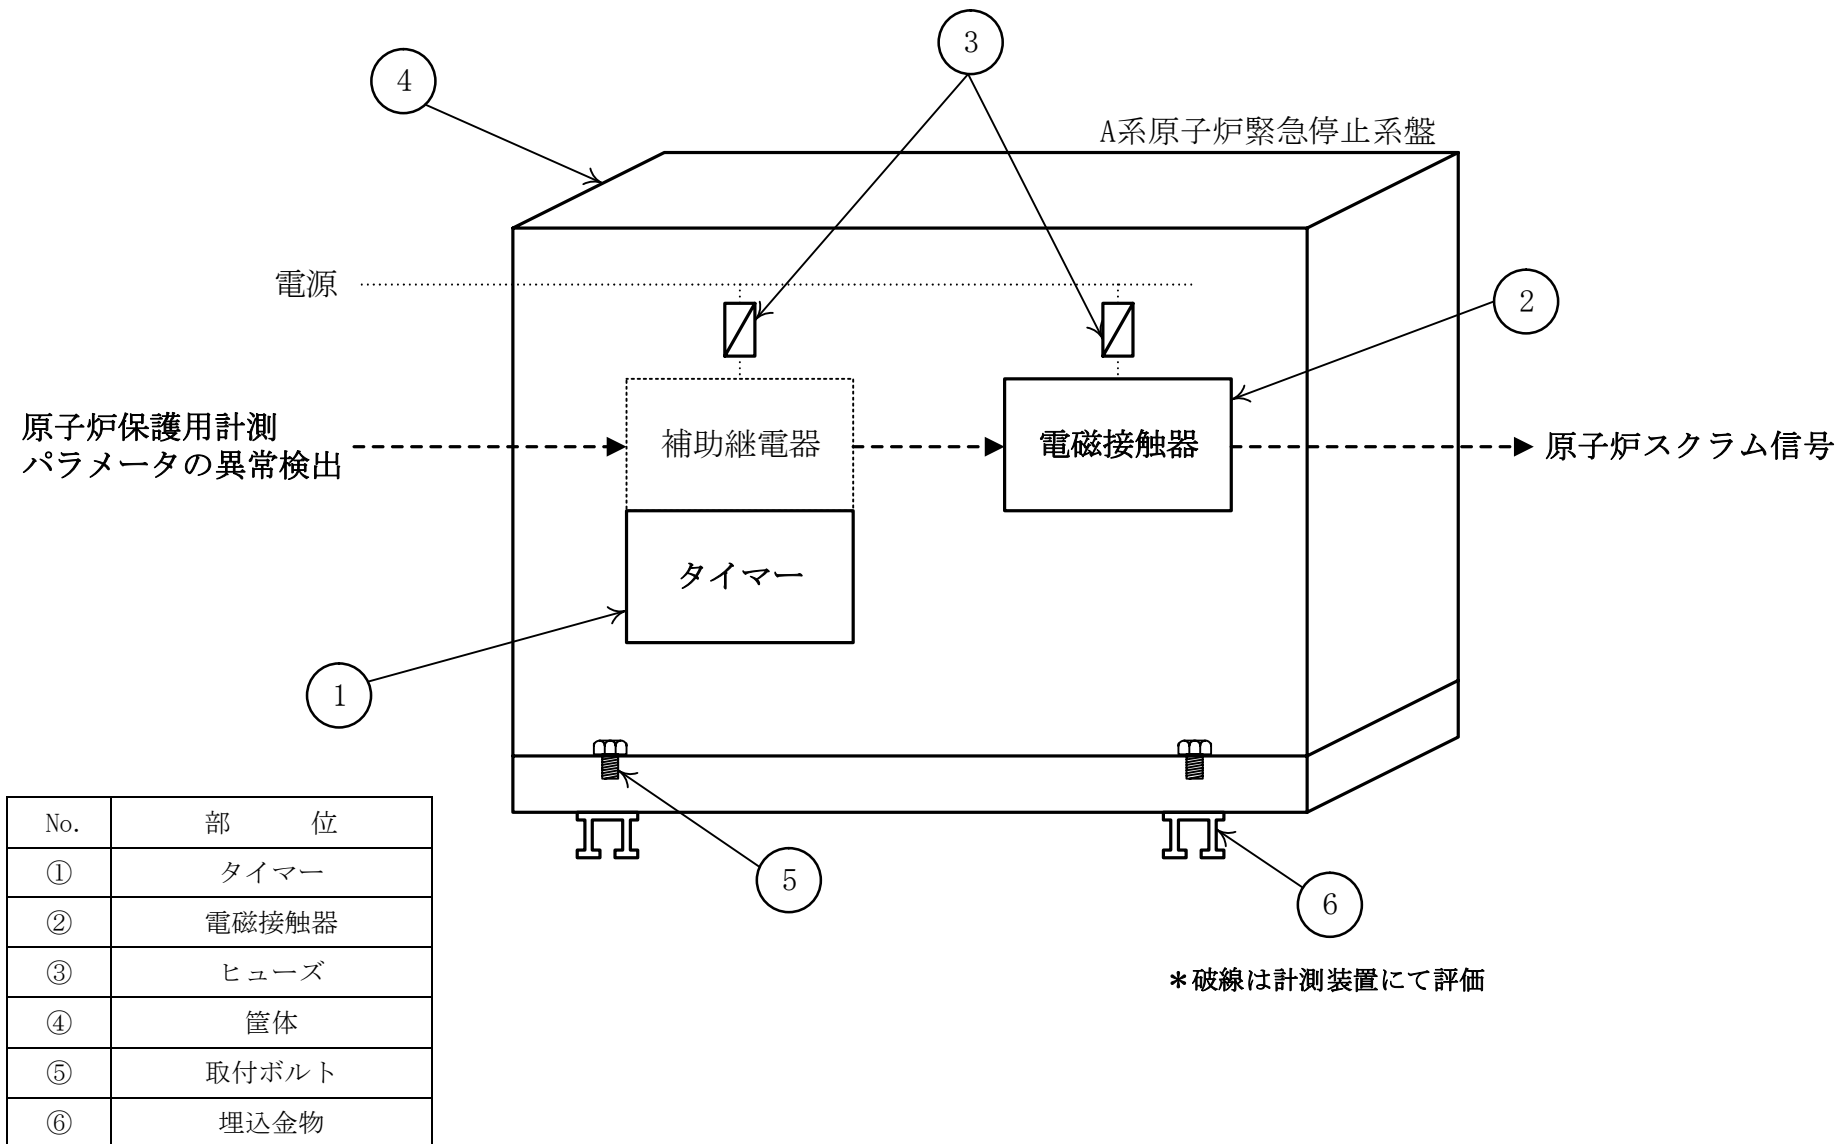 ③
④
A系原子炉緊急停止系盤
電源
②
原子炉保護用計測
パラメータの異常検出
補助継電器
電磁接触器
原子炉スクラム信号
タイマー
①
⑤
⑥
*破線は計測装置にて評価
No. 部 位
① タイマー
② 電磁接触器
③ ヒューズ
④ 筐体
⑤ 取付ボルト
⑥ 埋込金物